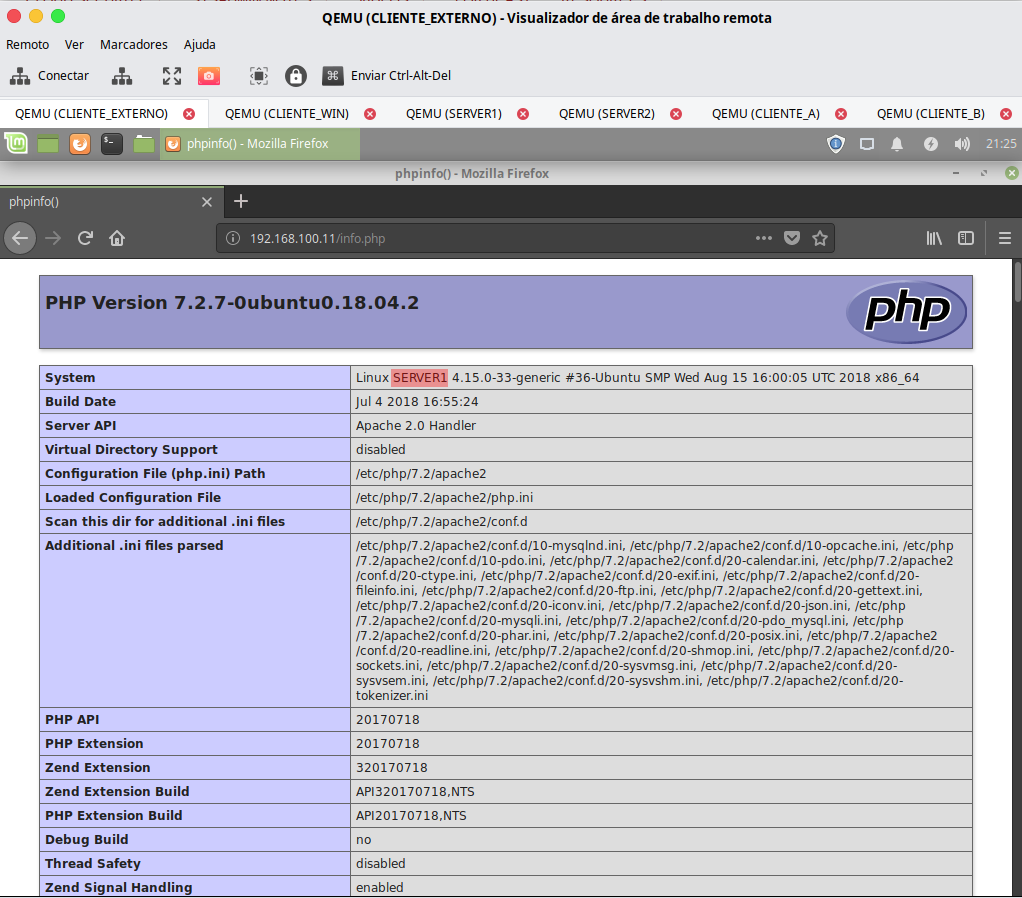 QEMU (CLIENTE_EXTERNO) - Visualizador de área de trabalho remota
Remoto Ver Marcadores Ajuda
Conectar Enviar Ctrl-Alt-Del
QEMU (CLIENTE_EXTERNO) QEMU (CLIENTE_WIN) QEMU (SERVER1) QEMU (SERVER2) QEMU (CLIENTE_A) QEMU (CLIENTE_B)
phpinfo() - Mozilla Firefox 21:25
phpinfo() - Mozilla Firefox
phpinfo()
192.168.100.11/info.php
PHP Version 7.2.7-0ubuntu0.18.04.2
php
System Linux SERVER1 4.15.0-33-generic #36-Ubuntu SMP Wed Aug 15 16:00:05 UTC 2018 x86_64
Build Date Jul 4 2018 16:55:24
Server API Apache 2.0 Handler
Virtual Directory Support disabled
Configuration File (php.ini) Path /etc/php/7.2/apache2
Loaded Configuration File /etc/php/7.2/apache2/php.ini
Scan this dir for additional .ini files /etc/php/7.2/apache2/conf.d
Additional .ini files parsed /etc/php/7.2/apache2/conf.d/10-mysqlnd.ini, /etc/php/7.2/apache2/conf.d/10-opcache.ini, /etc/php
/7.2/apache2/conf.d/10-pdo.ini, /etc/php/7.2/apache2/conf.d/20-calendar.ini, /etc/php/7.2/apache2
/conf.d/20-ctype.ini, /etc/php/7.2/apache2/conf.d/20-exif.ini, /etc/php/7.2/apache2/conf.d/20-
fileinfo.ini, /etc/php/7.2/apache2/conf.d/20-ftp.ini, /etc/php/7.2/apache2/conf.d/20-gettext.ini,
/etc/php/7.2/apache2/conf.d/20-iconv.ini, /etc/php/7.2/apache2/conf.d/20-json.ini, /etc/php
/7.2/apache2/conf.d/20-mysqli.ini, /etc/php/7.2/apache2/conf.d/20-pdo_mysql.ini, /etc/php
/7.2/apache2/conf.d/20-phar.ini, /etc/php/7.2/apache2/conf.d/20-posix.ini, /etc/php/7.2/apache2
/conf.d/20-readline.ini, /etc/php/7.2/apache2/conf.d/20-shmop.ini, /etc/php/7.2/apache2/conf.d/20-
sockets.ini, /etc/php/7.2/apache2/conf.d/20-sysvmsg.ini, /etc/php/7.2/apache2/conf.d/20-
sysvsem.ini, /etc/php/7.2/apache2/conf.d/20-sysvshm.ini, /etc/php/7.2/apache2/conf.d/20-
tokenizer.ini
PHP API 20170718
PHP Extension 20170718
Zend Extension 320170718
Zend Extension Build API320170718,NTS
PHP Extension Build API20170718,NTS
Debug Build no
Thread Safety disabled
Zend Signal Handling enabled